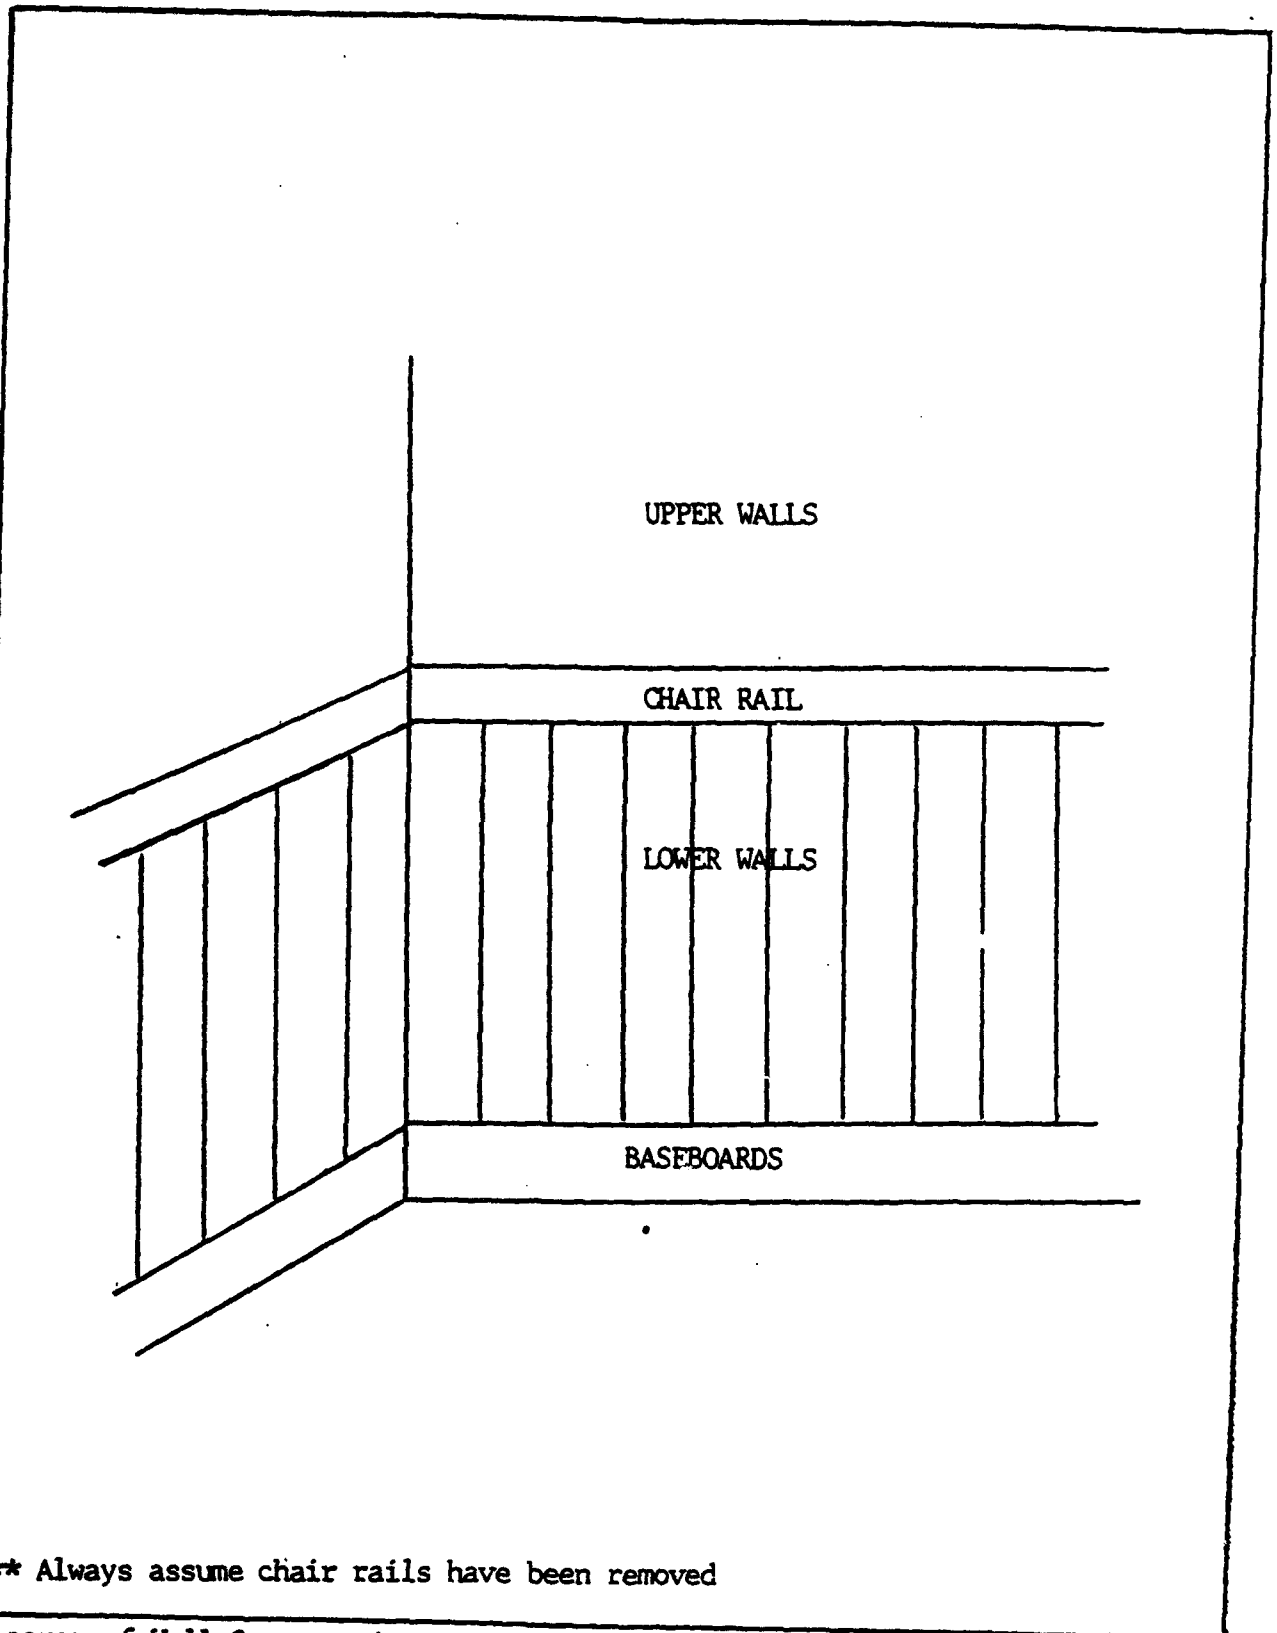 UPPER WALLS
CHAIR RAIL
LOWER WALLS
BASEBOARDS
** Always assume chair rails have been removed